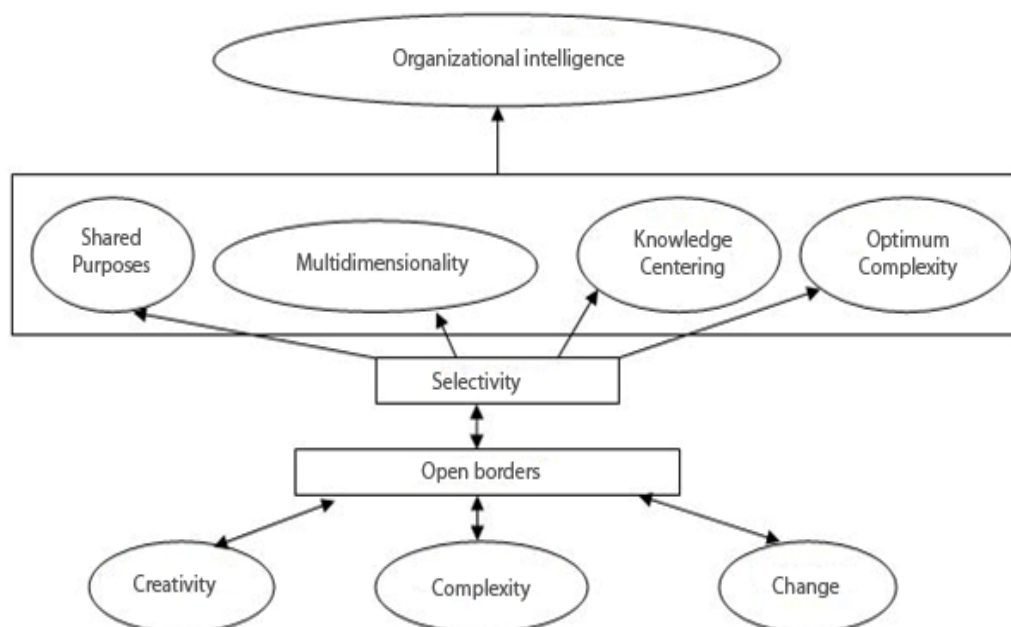 Organizational intelligence
Shared
Purposes
Multidimensionality
Knowledge
Centering
Optimum
Complexity
Selectivity
Open borders
Creativity
Complexity
Change